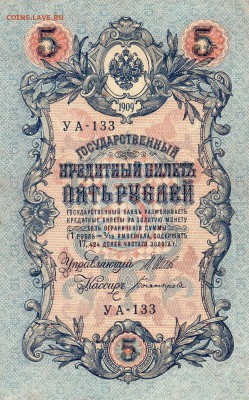 COINS.LAVE.RU
5 5
1909
УА-133
ГОСУДАРСТВЕННЫЙ
КРЕДИТНЫЙ БИЛЕТЪ
ПЯТЬ РУБЛЕЙ
ГОСУДАРСТВЕННЫЙ БАНКЪ РАЗМѢНИВАЕТЪ
КРЕДИТНЫЕ БИЛЕТЫ НА ЗОЛОТУЮ МОНЕТУ
БЕЗЪ ОГРАНИЧЕНІЯ СУММЫ
1 РУБЛЬ = 1/15 ИМПЕРІАЛА, СОДЕРЖИТЪ
17,424 ДОЛЕЙ ЧИСТАГО ЗОЛОТА
Управляющій
Кассиръ
УА-133
5